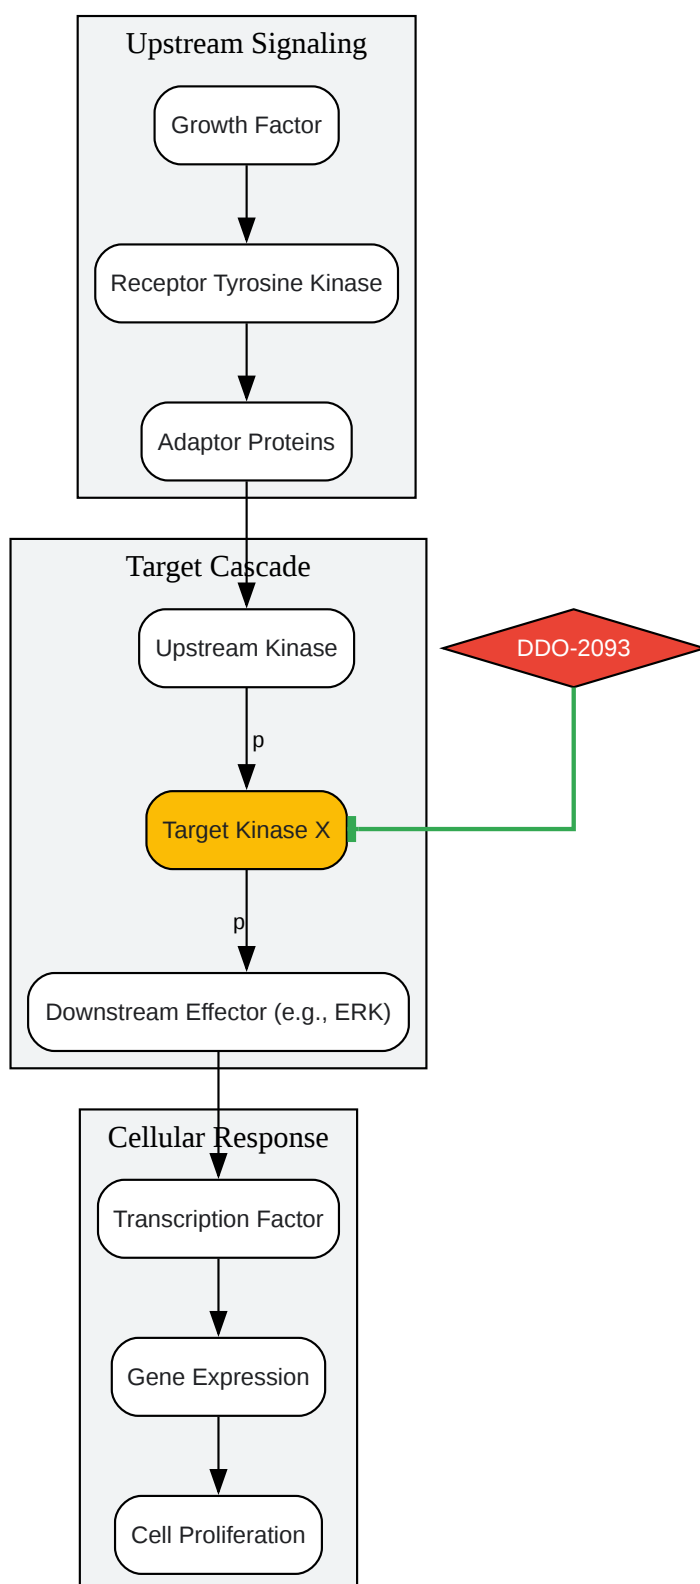 Upstream Signaling
Growth Factor
Receptor Tyrosine Kinase
Adaptor Proteins
Target Cascade
Upstream Kinase
DDO-2093
p
Target Kinase X
p
Downstream Effector (e.g., ERK)
Cellular Response
Transcription Factor
Gene Expression
Cell Proliferation